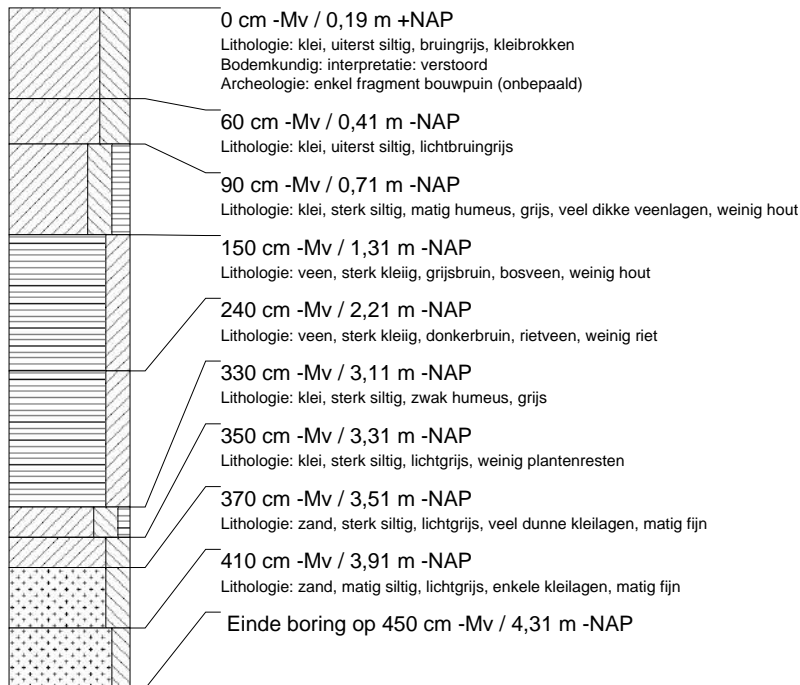 0 cm -Mv / 0,19 m +NAP
Lithologie: klei, uiterst siltig, bruingrijs, kleibrokken
Bodemkundig: interpretatie: verstoord
Archeologie: enkel fragment bouwpuin (onbepaald)
60 cm -Mv / 0,41 m -NAP
Lithologie: klei, uiterst siltig, lichtbruingrijs
90 cm -Mv / 0,71 m -NAP
Lithologie: klei, sterk siltig, matig humeus, grijs, veel dikke veenlagen, weinig hout
150 cm -Mv / 1,31 m -NAP
Lithologie: veen, sterk kleiig, grijsbruin, bosveen, weinig hout
240 cm -Mv / 2,21 m -NAP
Lithologie: veen, sterk kleiig, donkerbruin, rietveen, weinig riet
330 cm -Mv / 3,11 m -NAP
Lithologie: klei, sterk siltig, zwak humeus, grijs
350 cm -Mv / 3,31 m -NAP
Lithologie: klei, sterk siltig, lichtgrijs, weinig plantenresten
370 cm -Mv / 3,51 m -NAP
Lithologie: zand, sterk siltig, lichtgrijs, veel dunne kleilagen, matig fijn
410 cm -Mv / 3,91 m -NAP
Lithologie: zand, matig siltig, lichtgrijs, enkele kleilagen, matig fijn
Einde boring op 450 cm -Mv / 4,31 m -NAP